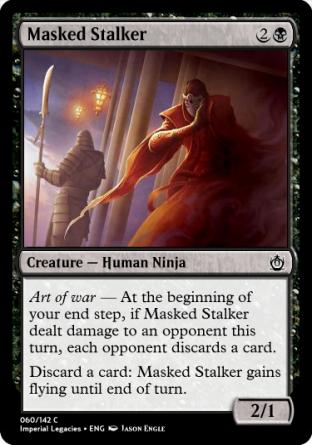 Masked Stalker 2
Creature — Human Ninja
Art of war — At the beginning of
your end step, if Masked Stalker
dealt damage to an opponent this
turn, each opponent discards a card.
Discard a card: Masked Stalker gains
flying until end of turn.
2/1
060/142 C
Imperial Legacies • ENG Jason Engle